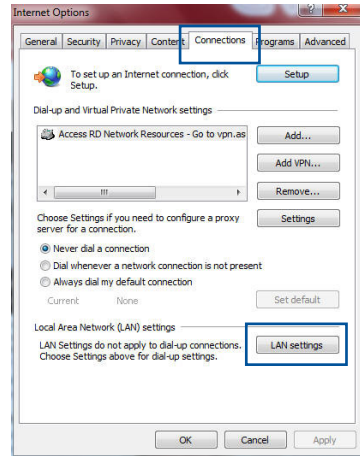 Internet Options
General Security Privacy Content Connections Programs Advanced
To set up an Internet connection, click
Setup.
Setup
Dial-up and Virtual Private Network settings
Access RD Network Resources - Go to vpn.as
Add...
Add VPN...
Remove...
Choose Settings if you need to configure a proxy
server for a connection.
Settings
Never dial a connection
Dial whenever a network connection is not present
Always dial my default connection
Current None
Set default
Local Area Network (LAN) settings
LAN Settings do not apply to dial-up connections.
Choose Settings above for dial-up settings.
LAN settings
OK Cancel Apply